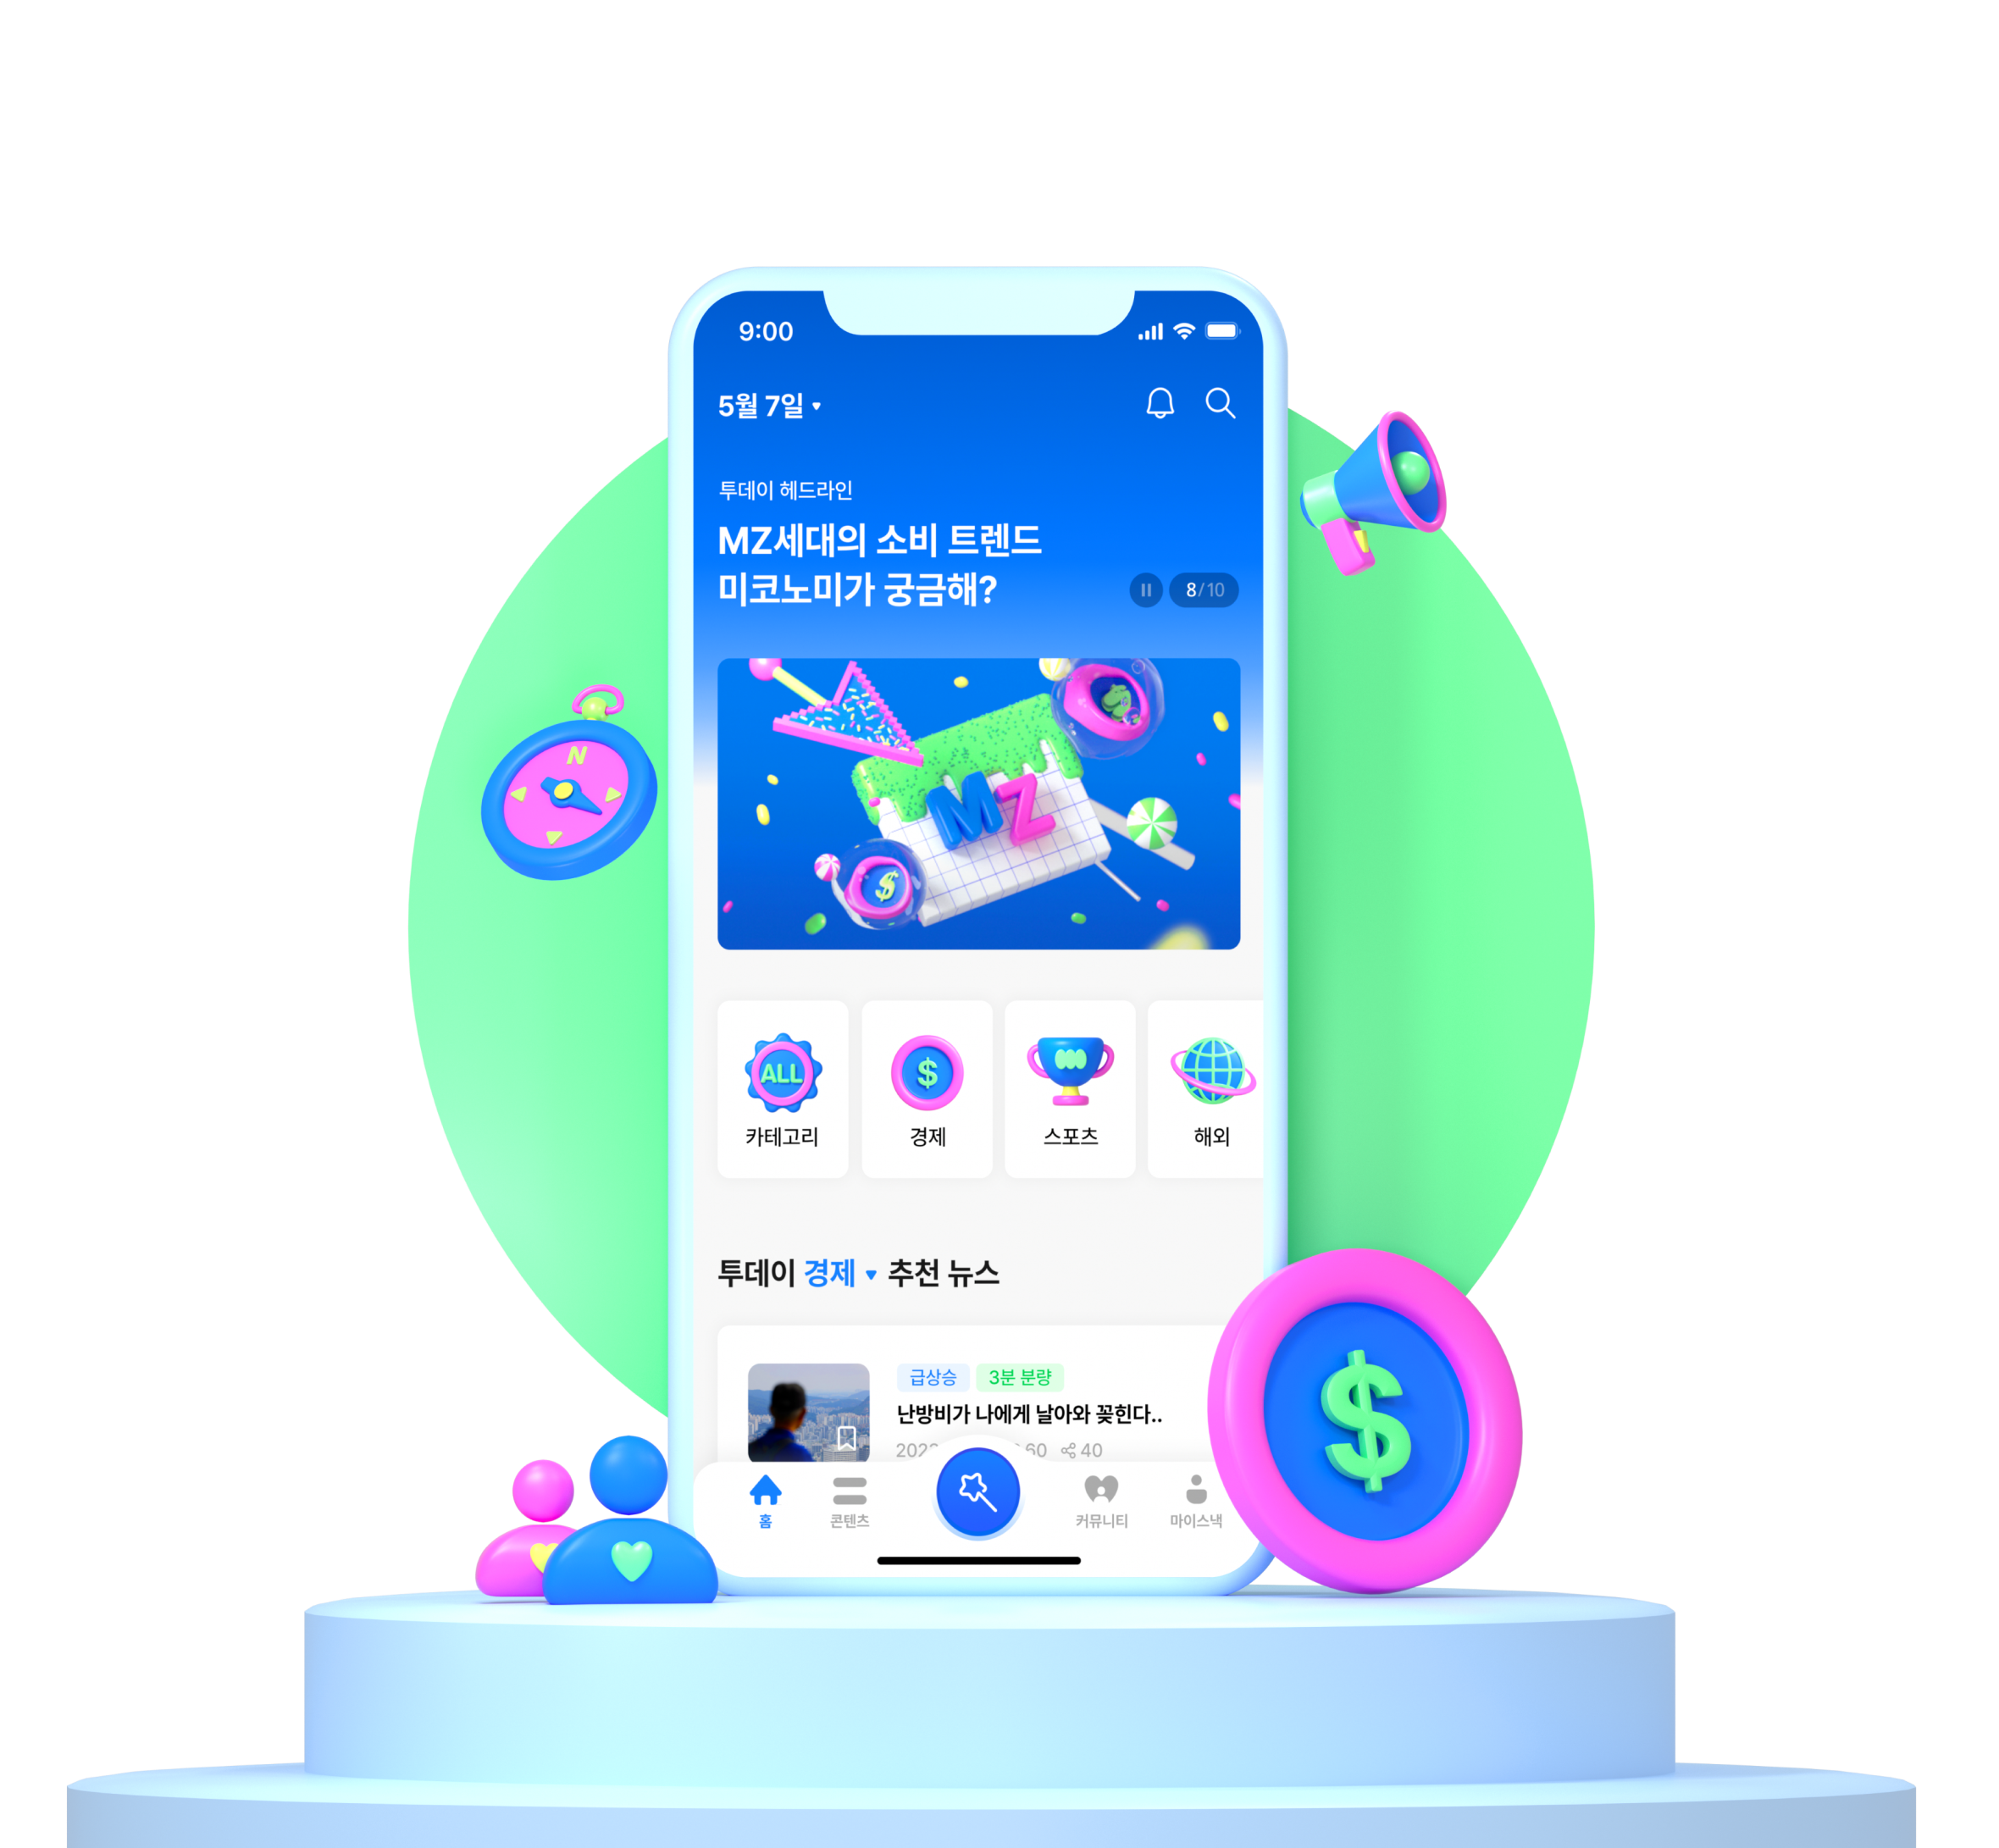 9:00
5월 7일
투데이 헤드라인
MZ세대의 소비 트렌드
미코노미가 궁금해?
8/10
N
MZ
$
ALL
$
카테고리
경제
스포츠
해외
투데이 경제 추천 뉴스
급상승
3분 분량
난방비가 나에게 날아와 꽂힌다..
60
40
$
홈
콘텐츠
커뮤니티
마이스낵